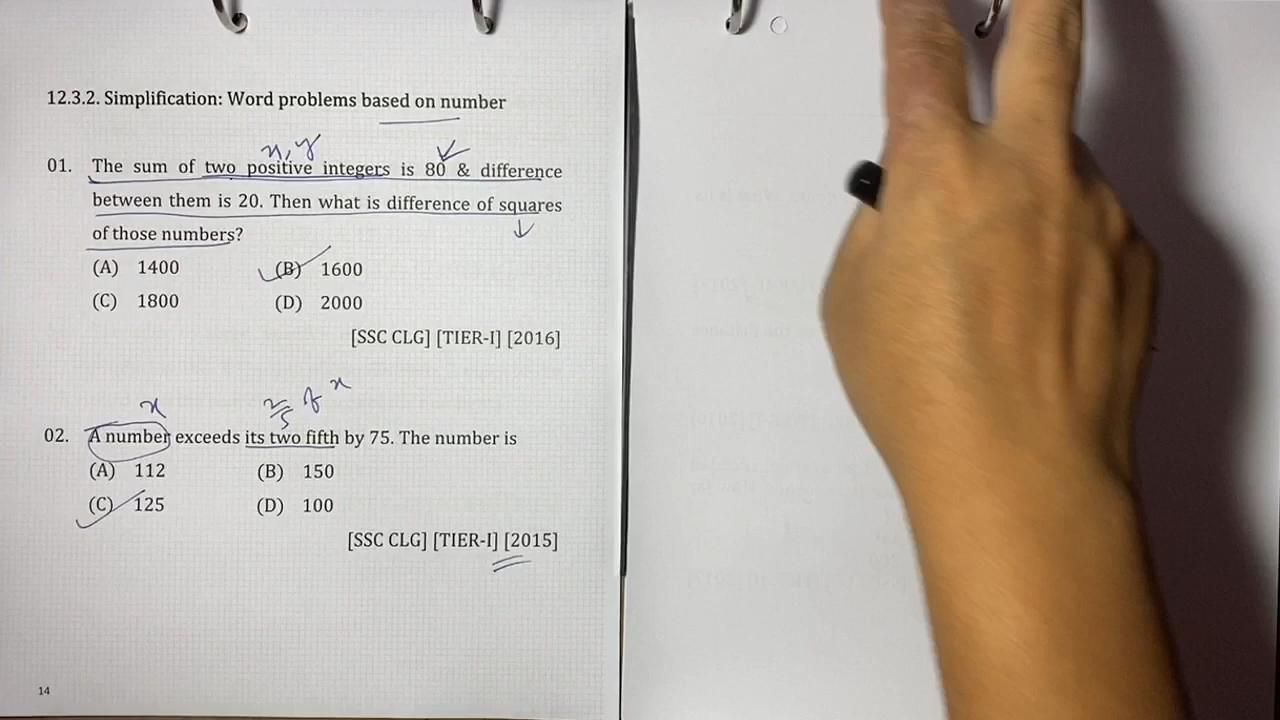 12.3.2. Simplification: Word problems based on number
x, y
01. The sum of two positive integers is 80 & difference
between them is 20. Then what is difference of squares
of those numbers?
(A) 1400 (B) 1600
(C) 1800 (D) 2000
[SSC CLG] [TIER-I] [2016]
x 2/5 of x
02. A number exceeds its two fifth by 75. The number is
(A) 112 (B) 150
(C) 125 (D) 100
[SSC CLG] [TIER-I] [2015]
14